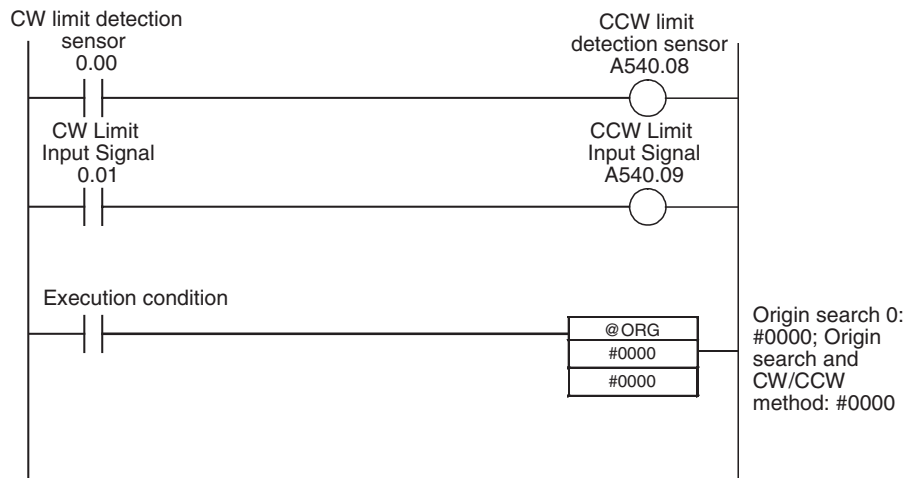 CW limit detection
sensor
0.00
CCW limit
detection sensor
A540.08
CW Limit
Input Signal
0.01
CCW Limit
Input Signal
A540.09
Execution condition
@ORG
#0000
#0000
Origin search 0:
#0000; Origin
search and
CW/CCW
method: #0000